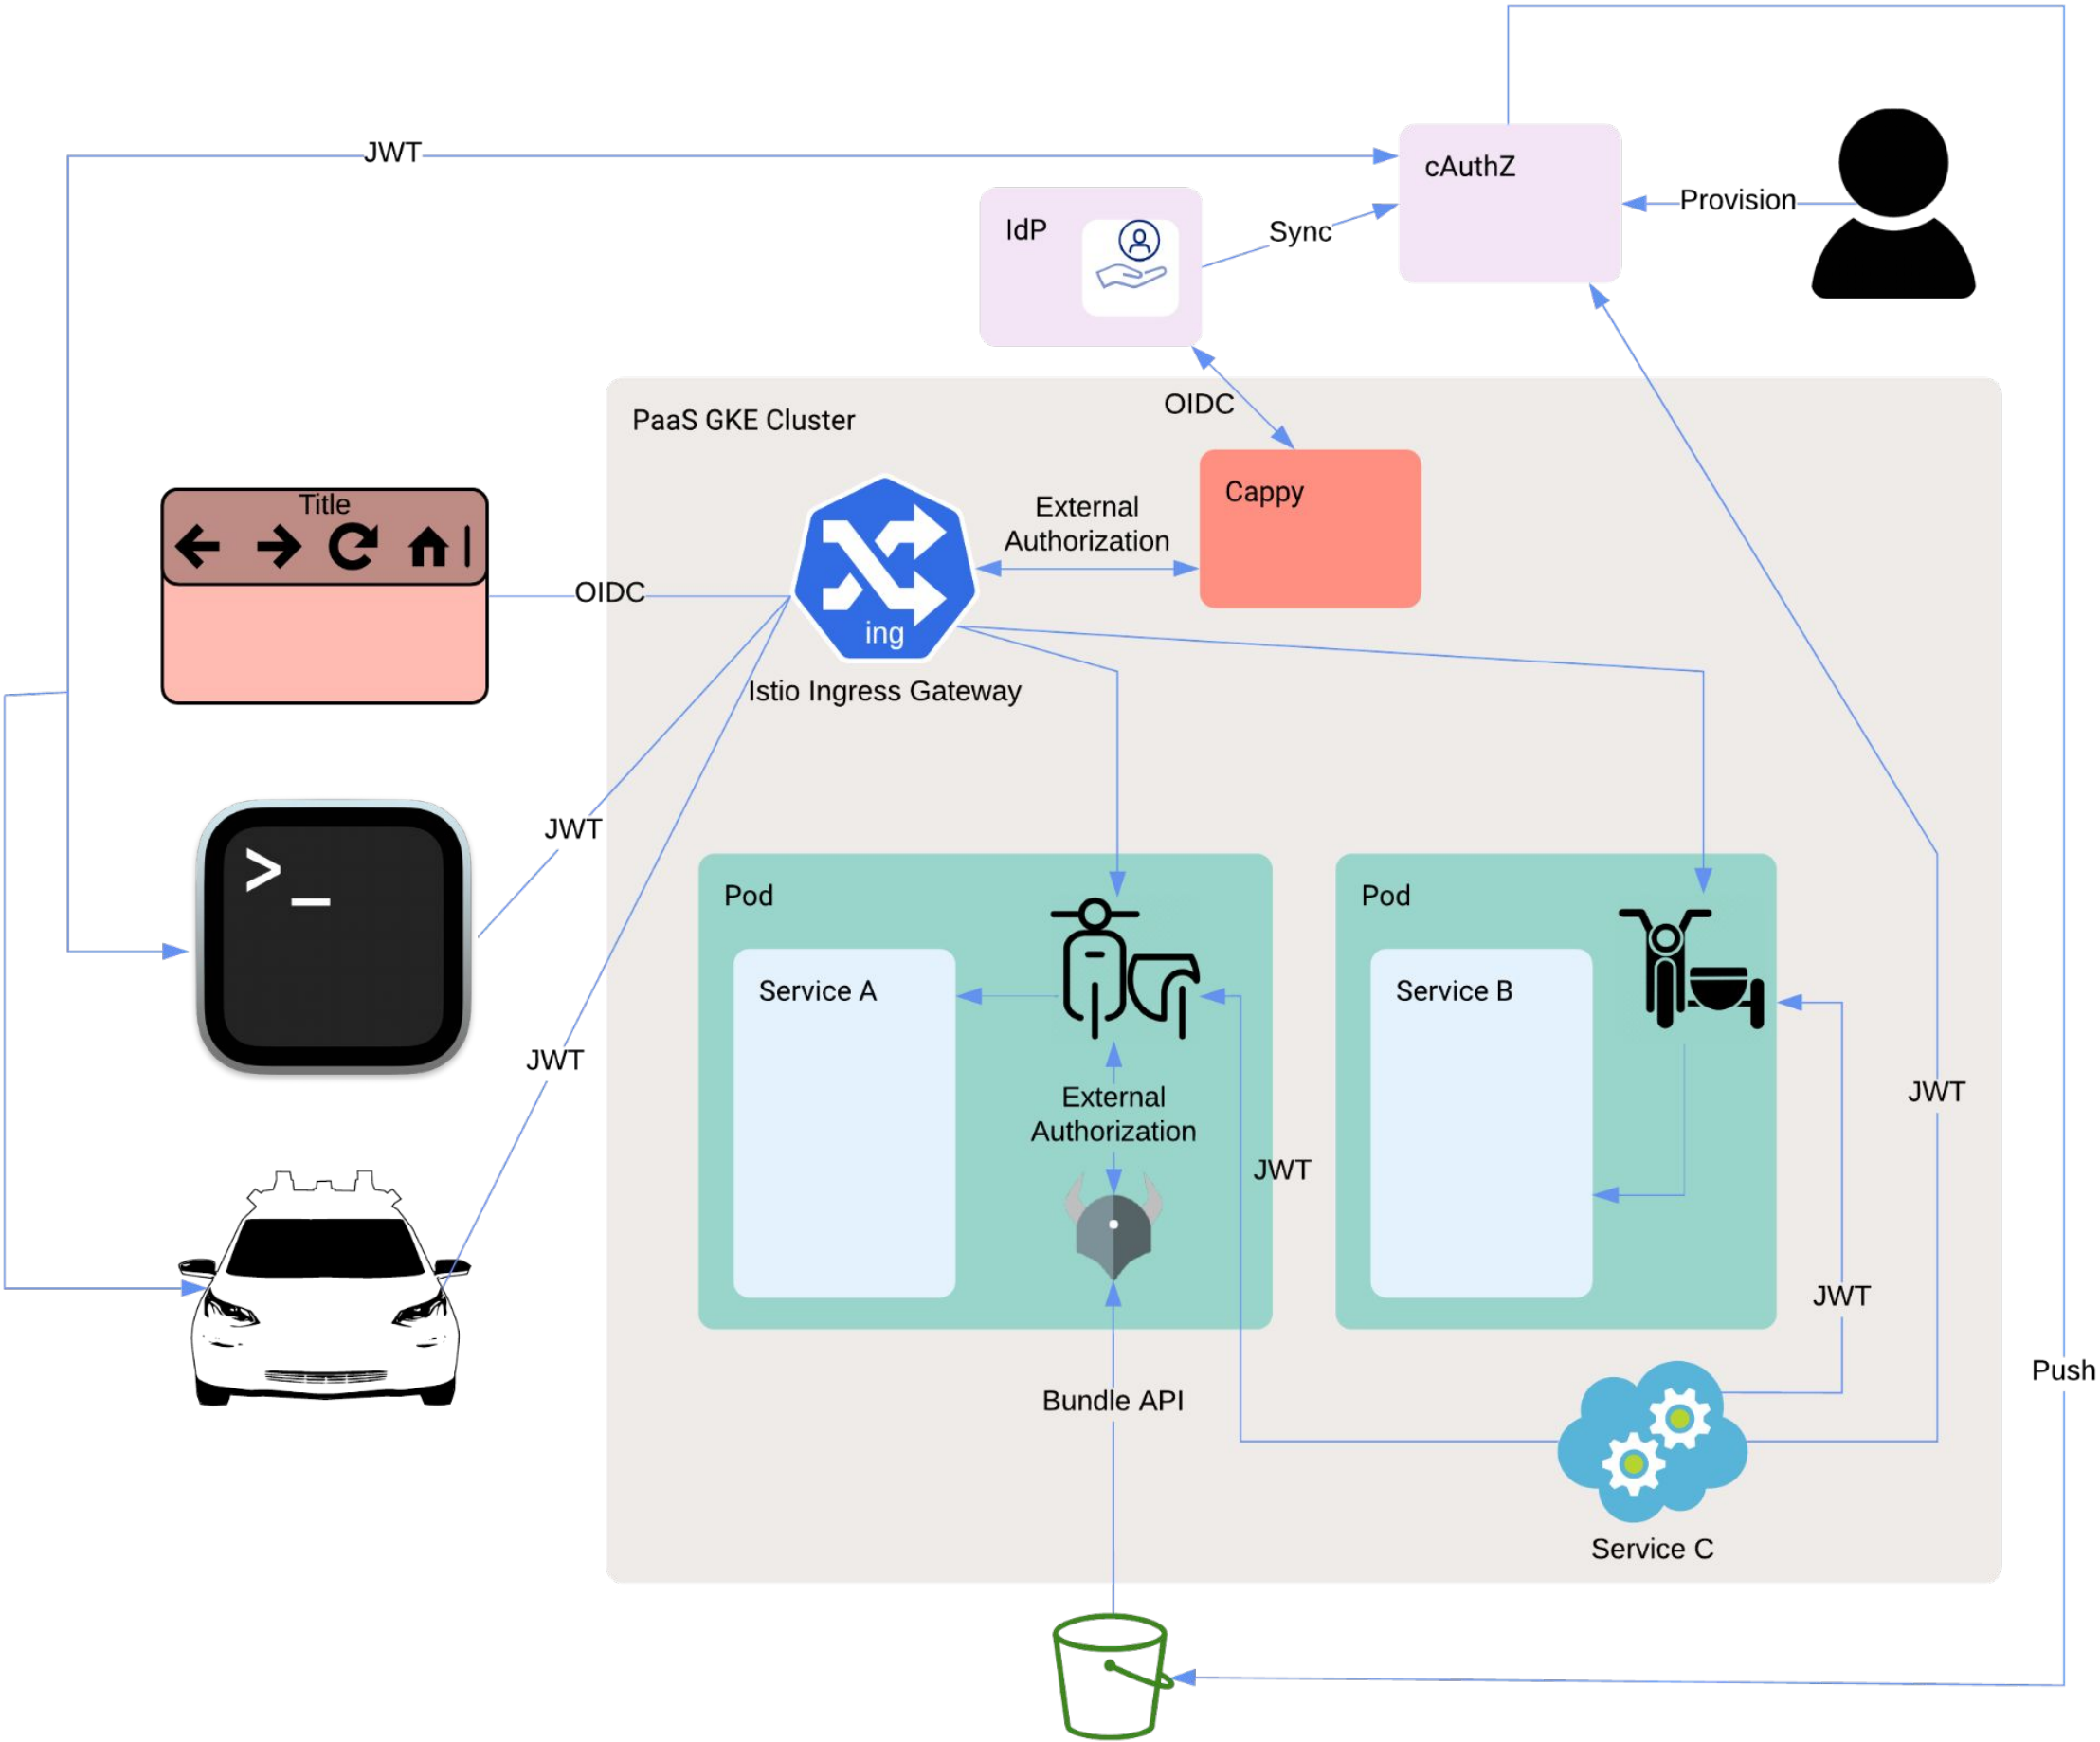 JWT
cAuthZ
Provision
IdP
Sync
OIDC
PaaS GKE Cluster
Cappy
External
Authorization
Title
OIDC
ing
Istio Ingress Gateway
JWT
>_
Pod
Pod
Service A
Service B
JWT
External
Authorization
JWT
JWT
JWT
Push
Bundle API
Service C